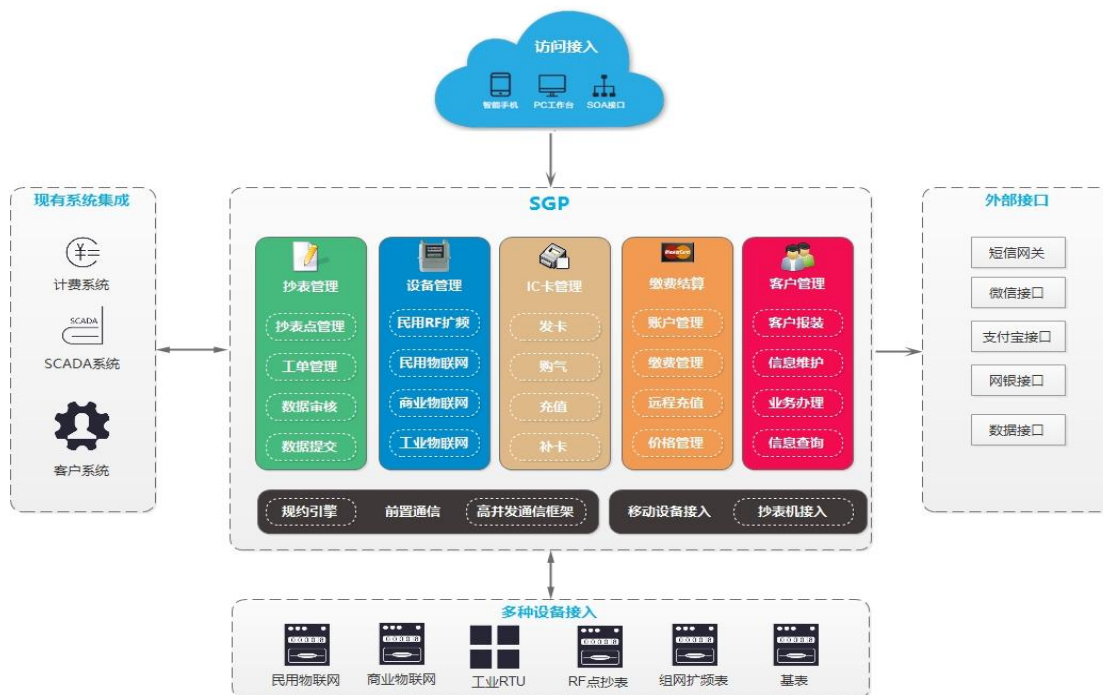 访问接入
智能手机
PC工作台
SOA接口
现有系统集成
计费系统
SCADA
SCADA系统
客户系统
SGP
抄表管理
抄表点管理
工单管理
数据审核
数据提交
设备管理
民用RF扩频
民用物联网
商业物联网
工业物联网
IC卡管理
发卡
购气
充值
补卡
缴费结算
账户管理
缴费管理
远程充值
价格管理
客户管理
客户报装
信息维护
业务办理
信息查询
规约引擎
前置通信
高并发通信框架
移动设备接入
抄表机接入
外部接口
短信网关
微信接口
支付宝接口
网银接口
数据接口
多种设备接入
民用物联网
商业物联网
工业RTU
RF点抄表
组网扩频表
基表